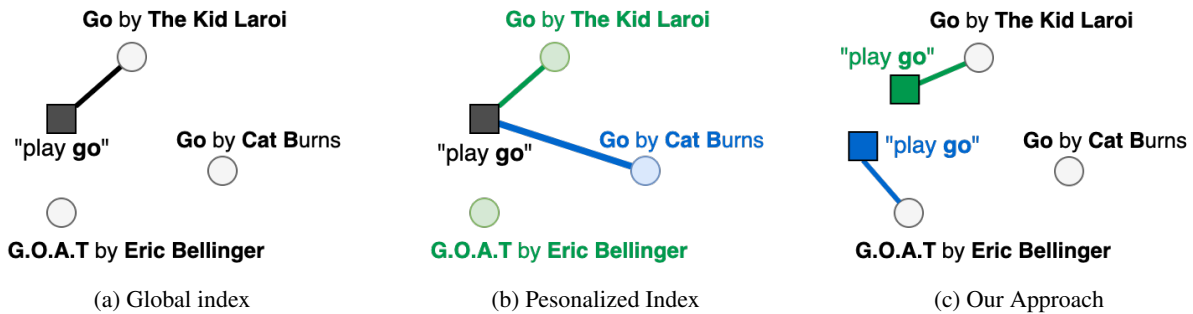 Go by The Kid Laroi
"play go"
Go by Cat Burns
G.O.A.T by Eric Bellinger
(a) Global index
Go by The Kid Laroi
"play go"
Go by Cat Burns
G.O.A.T by Eric Bellinger
(b) Pesonalized Index
Go by The Kid Laroi
"play go"
"play go"
Go by Cat Burns
G.O.A.T by Eric Bellinger
(c) Our Approach